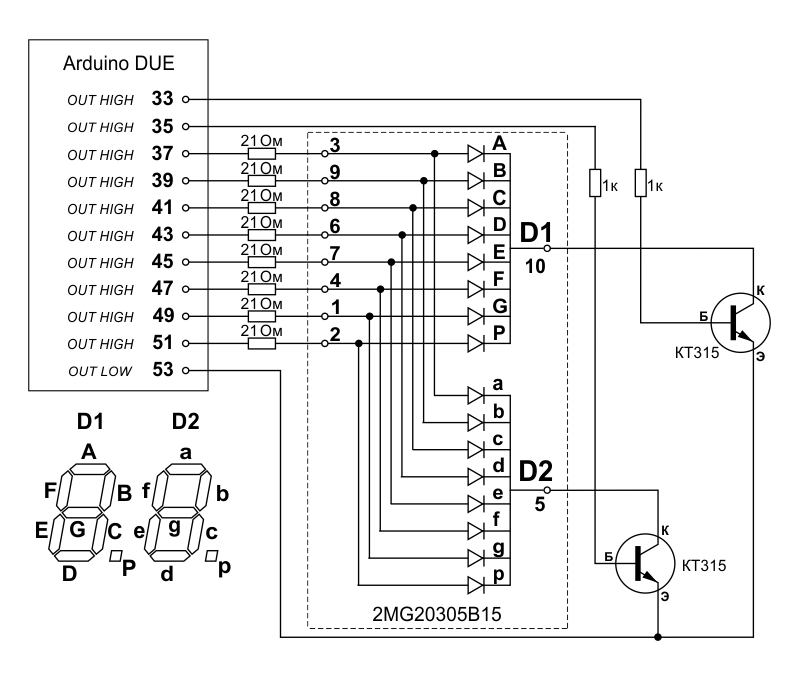 Arduino DUE
OUT HIGH 33
OUT HIGH 35
OUT HIGH 37 21Ом 3 A
OUT HIGH 39 21Ом 9 B
OUT HIGH 41 21Ом 8 C
OUT HIGH 43 21Ом 6 D
OUT HIGH 45 21Ом 7 E
OUT HIGH 47 21Ом 4 F
OUT HIGH 49 21Ом 1 G
OUT HIGH 51 21Ом 2 P
OUT LOW 53
1к 1к
D1
10
К
Б
Э
КТ315
a
b
c
d
e
f
g
p
D2
5
К
Б
Э
КТ315
2MG20305B15
D1 D2
A a
F B f b
G g
E C e c
D P d p